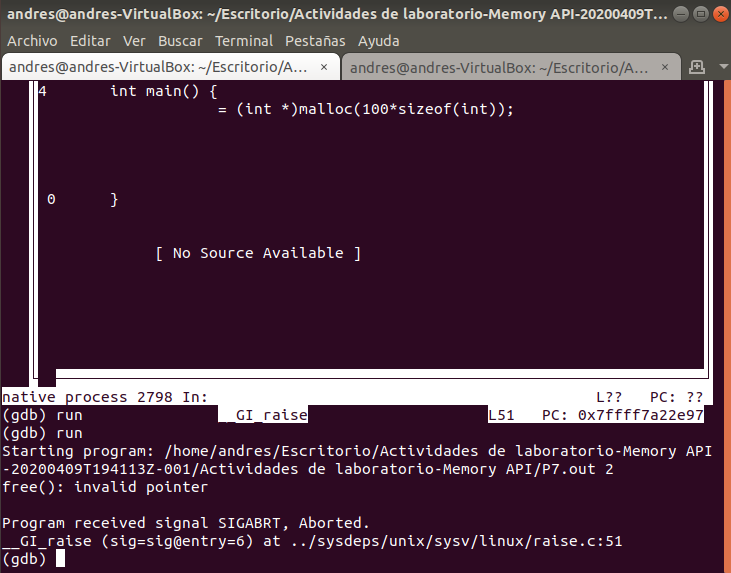 andres@andres-VirtualBox: ~/Escritorio/Actividades de laboratorio-Memory API-20200409T...
Archivo Editar Ver Buscar Terminal Pestañas Ayuda
andres@andres-VirtualBox: ~/Escritorio/A... × andres@andres-VirtualBox: ~/Escritorio/A... ×
4 int main() {
= (int *)malloc(100*sizeof(int));
0 }
[ No Source Available ]
native process 2798 In: L?? PC: ??
(gdb) run __GI_raise L51 PC: 0x7ffff7a22e97
(gdb) run
Starting program: /home/andres/Escritorio/Actividades de laboratorio-Memory API
-20200409T194113Z-001/Actividades de laboratorio-Memory API/P7.out 2
free(): invalid pointer
Program received signal SIGABRT, Aborted.
__GI_raise (sig=sig@entry=6) at ../sysdeps/unix/sysv/linux/raise.c:51
(gdb)